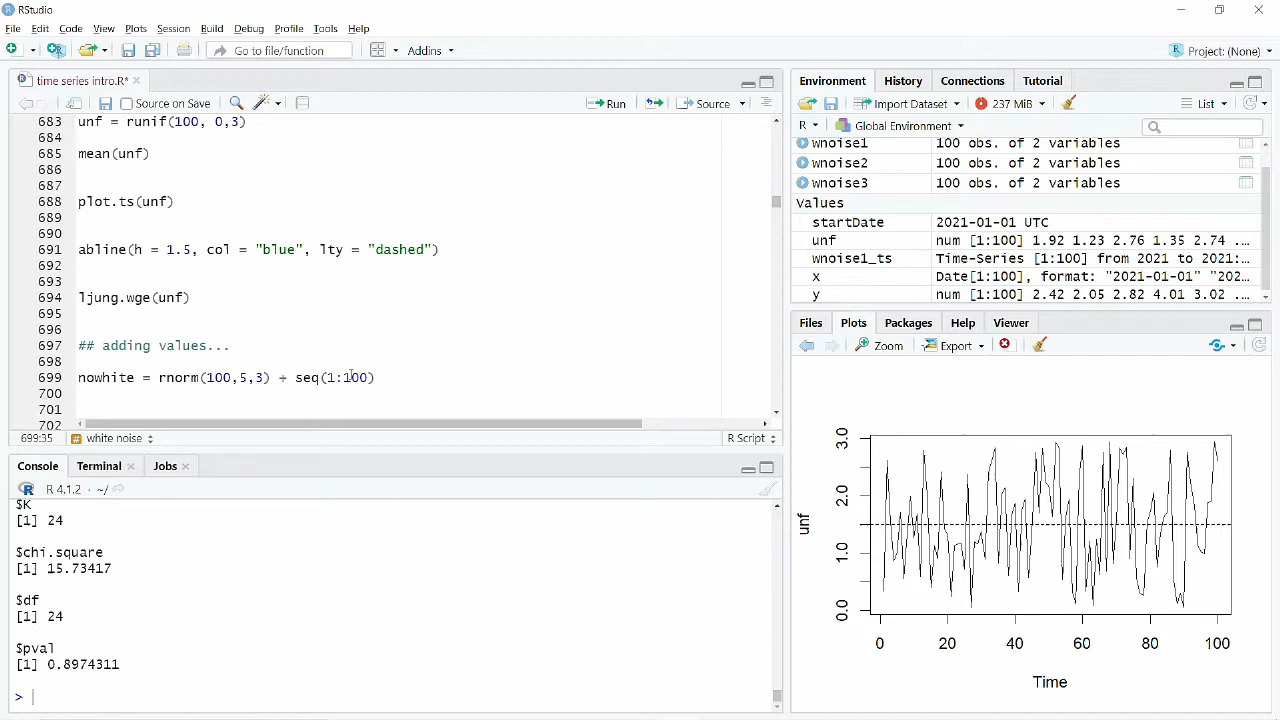 RStudio
File Edit Code View Plots Session Build Debug Profile Tools Help
Go to file/function Addins Project: (None)
time series intro.R*
Source on Save Run Source
683 unf = runif(100, 0,3)
684
685 mean(unf)
686
687
688 plot.ts(unf)
689
690
691 abline(h = 1.5, col = "blue", lty = "dashed")
692
693
694 ljung.wge(unf)
695
696
697 ## adding values...
698
699 nowhite = rnorm(100,5,3) + seq(1:100)
700
701
702
699:35 white noise R Script
Console Terminal Jobs
R 4.1.2 · ~/
$K
[1] 24
$chi.square
[1] 15.73417
$df
[1] 24
$pval
[1] 0.8974311
>
Environment History Connections Tutorial
Import Dataset 237 MiB List
R Global Environment
wnoise1 100 obs. of 2 variables
wnoise2 100 obs. of 2 variables
wnoise3 100 obs. of 2 variables
Values
startDate 2021-01-01 UTC
unf num [1:100] 1.92 1.23 2.76 1.35 2.74 ...
wnoise1_ts Time-Series [1:100] from 2021 to 2021:...
x Date[1:100], format: "2021-01-01" "202...
y num [1:100] 2.42 2.05 2.82 4.01 3.02 ...
Files Plots Packages Help Viewer
Zoom Export
3.0
2.0
1.0
0.0
unf
0 20 40 60 80 100
Time